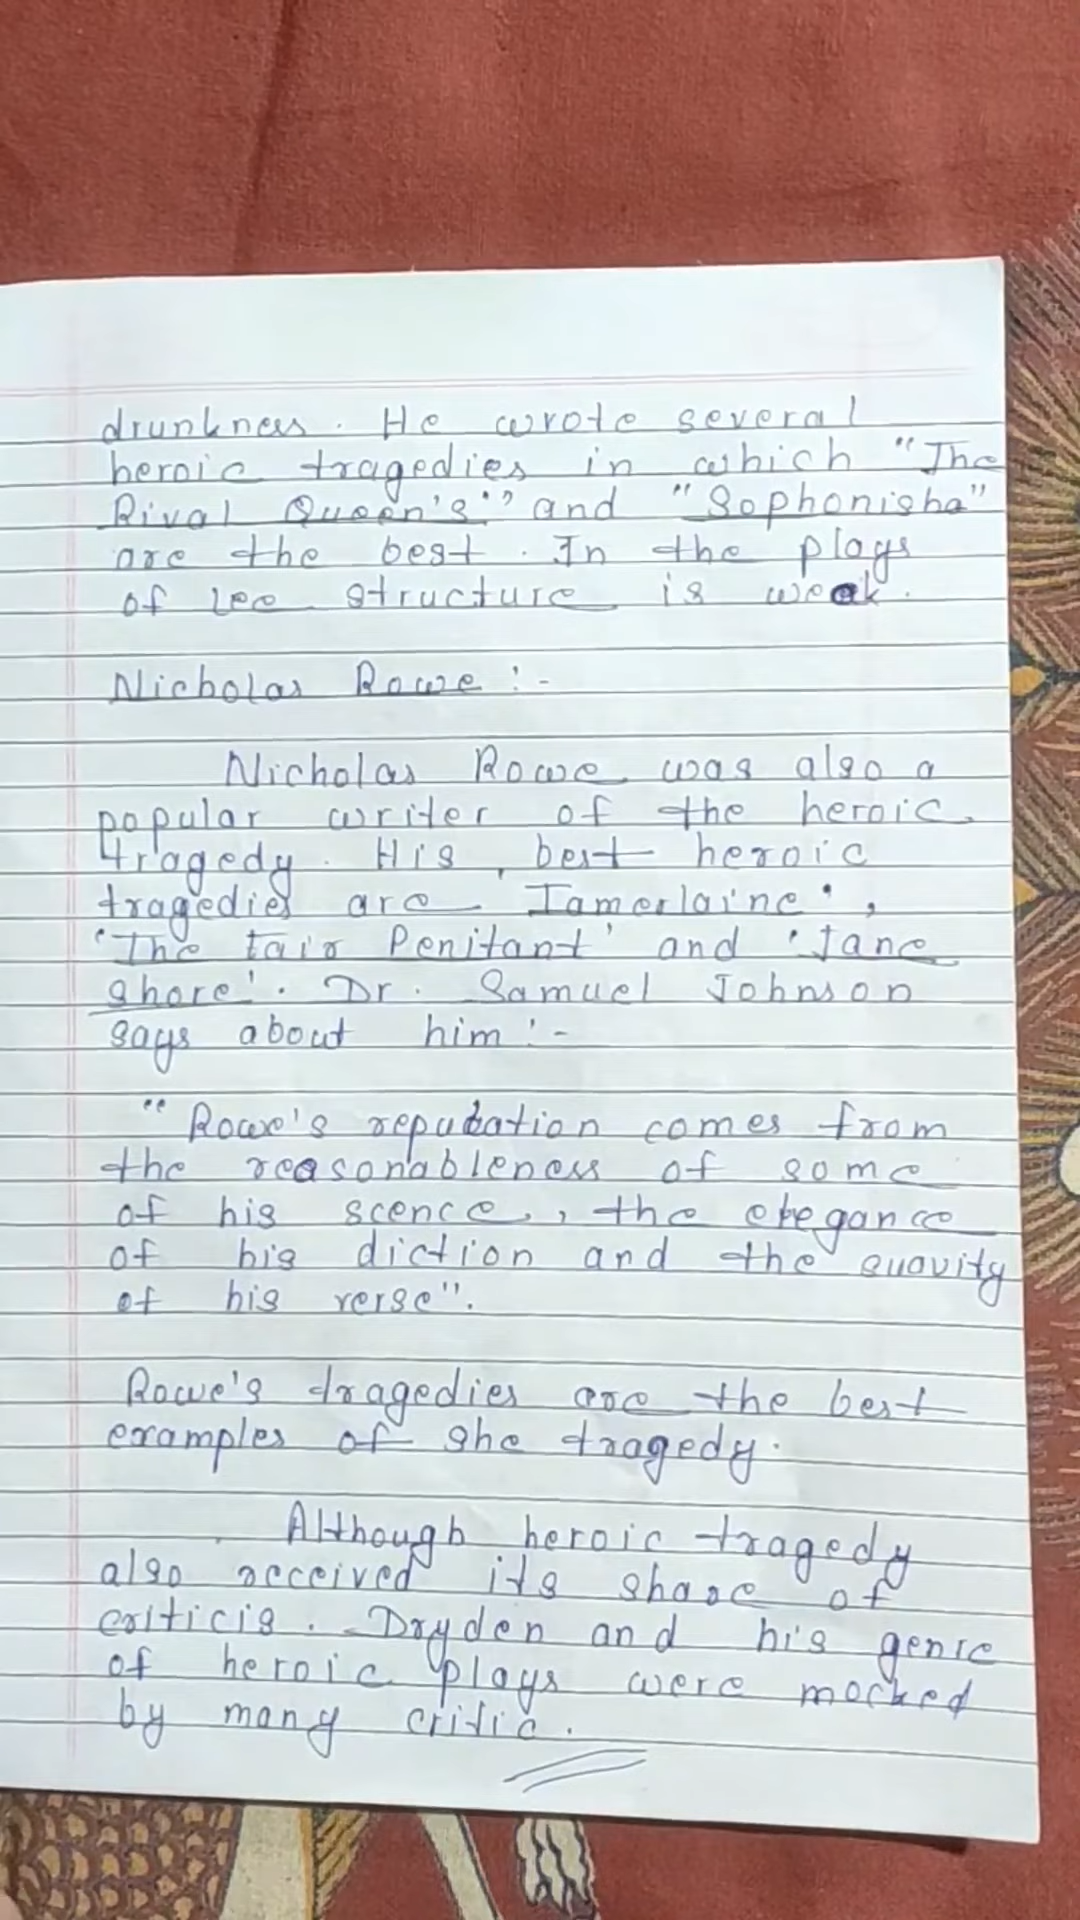 drunkness. He wrote several
heroic tragedies in which "The
Rival Queen's" and "Sophonisha"
are the best. In the plays
of Lee structure is weak.
Nicholas Rowe :-
Nicholas Rowe was also a
popular writer of the heroic
tragedy. His best heroic
tragedies are 'Tamerlaine',
'The fair Penitant' and 'Jane
shore'. Dr. Samuel Johnson
says about him :-
"Rowe's reputation comes from
the reasonableness of some
of his scence, the elegance
of his diction and the suavity
of his verse".
Rowe's tragedies are the best
examples of she tragedy.
Although heroic tragedy
also received its share of
criticis. Dryden and his genre
of heroic plays were mocked
by many critic.